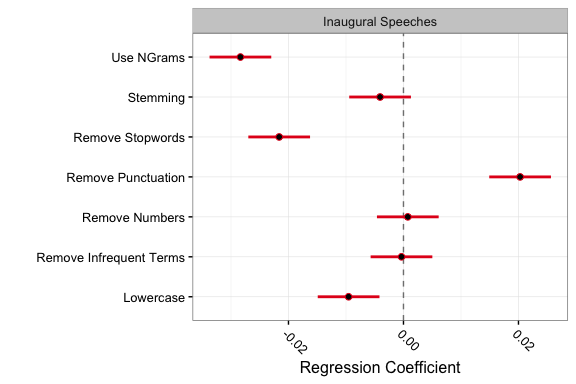 Inaugural Speeches
Use NGrams
Stemming
Remove Stopwords
Remove Punctuation
Remove Numbers
Remove Infrequent Terms
Lowercase
-0.02
0.00
0.02
Regression Coefficient